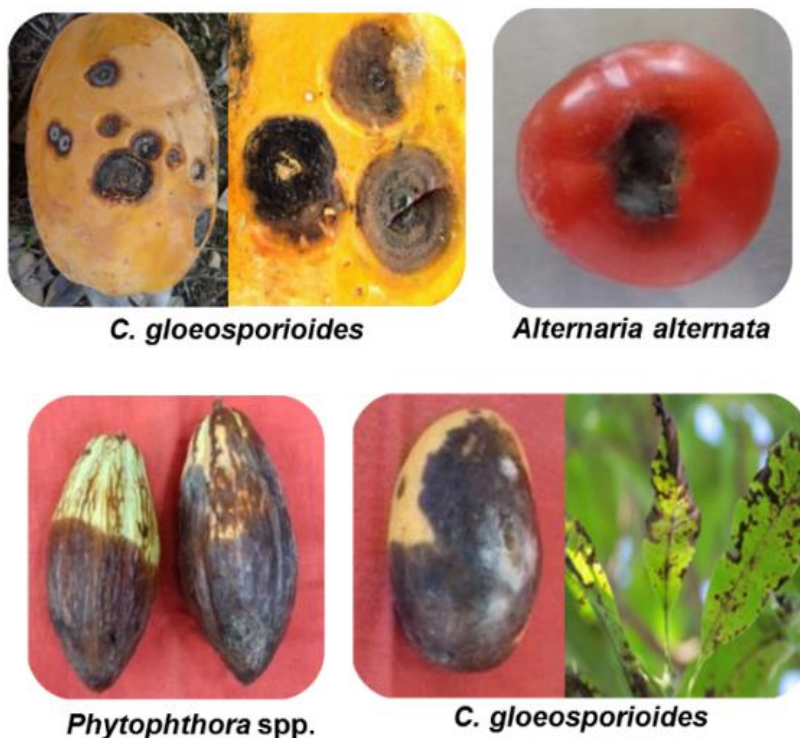 C. gloeosporioides
Alternaria alternata
Phytophthora spp.
C. gloeosporioides